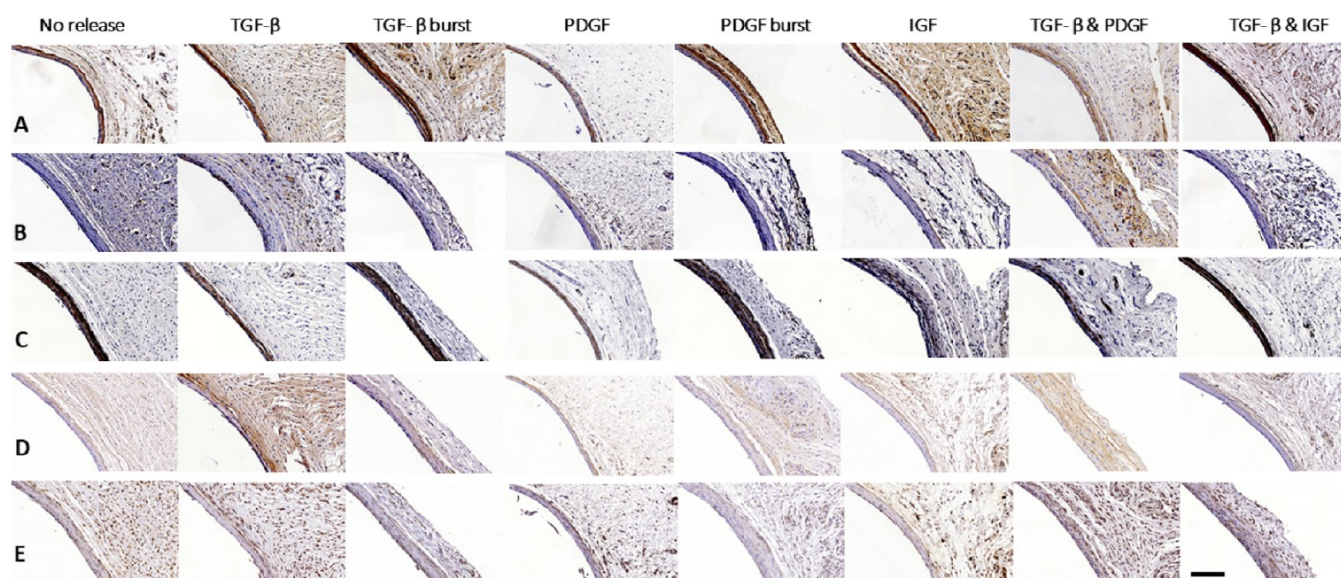 No release TGF-β TGF- β burst PDGF PDGF burst IGF TGF- β & PDGF TGF- β & IGF
A
B
C
D
E